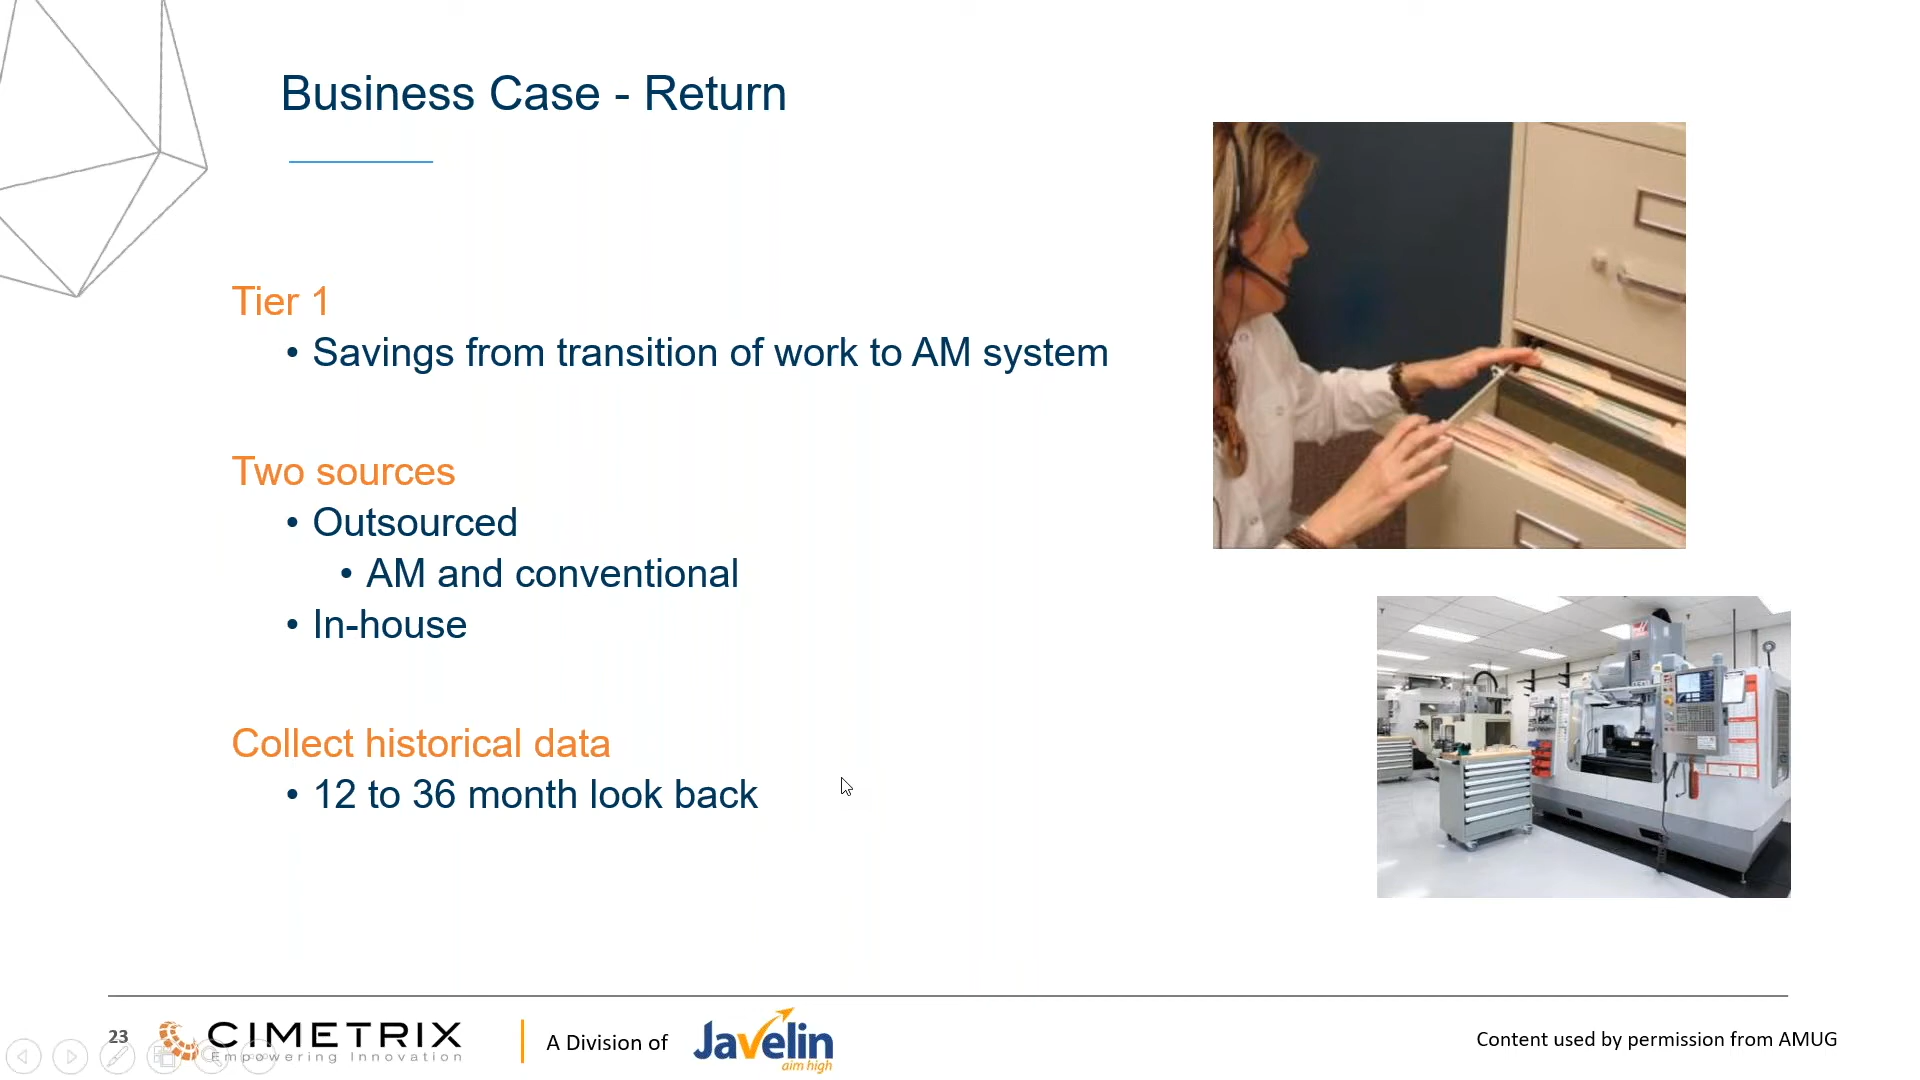 Business Case - Return
Tier 1
• Savings from transition of work to AM system
Two sources
• Outsourced
• AM and conventional
• In-house
Collect historical data
• 12 to 36 month look back
23
CIMETRIX
Empowering Innovation
A Division of
Javelin
aim high
Content used by permission from AMUG